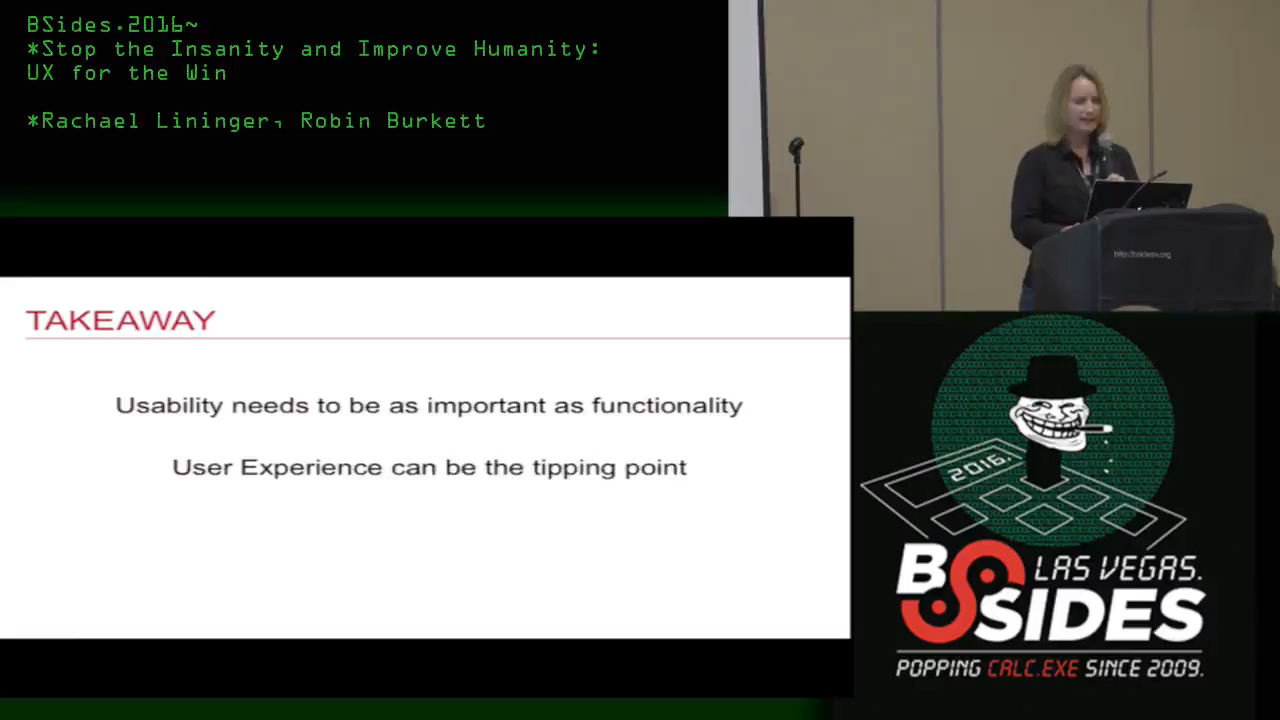 BSides.2016~
*Stop the Insanity and Improve Humanity:
UX for the Win
*Rachael Lininger, Robin Burkett
TAKEAWAY
Usability needs to be as important as functionality
User Experience can be the tipping point
2016.
BSIDES
LAS VEGAS.
POPPING CALC.EXE SINCE 2009.